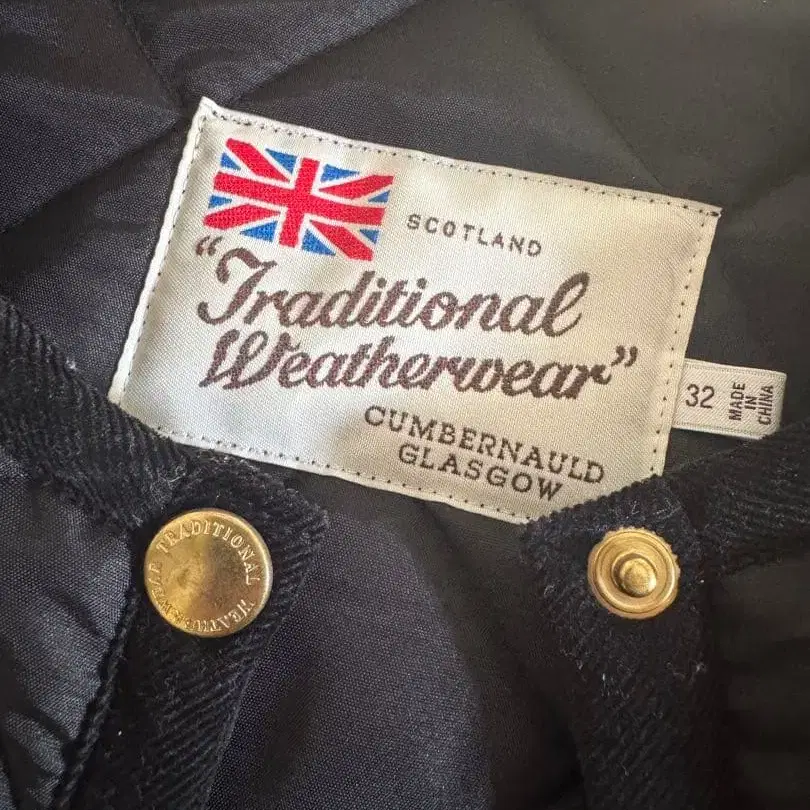 SCOTLAND
"Traditional
Weatherwear"
CUMBERNAULD
GLASGOW
32
MADE
IN
CHINA
TRADITIONAL WEATHERWEAR